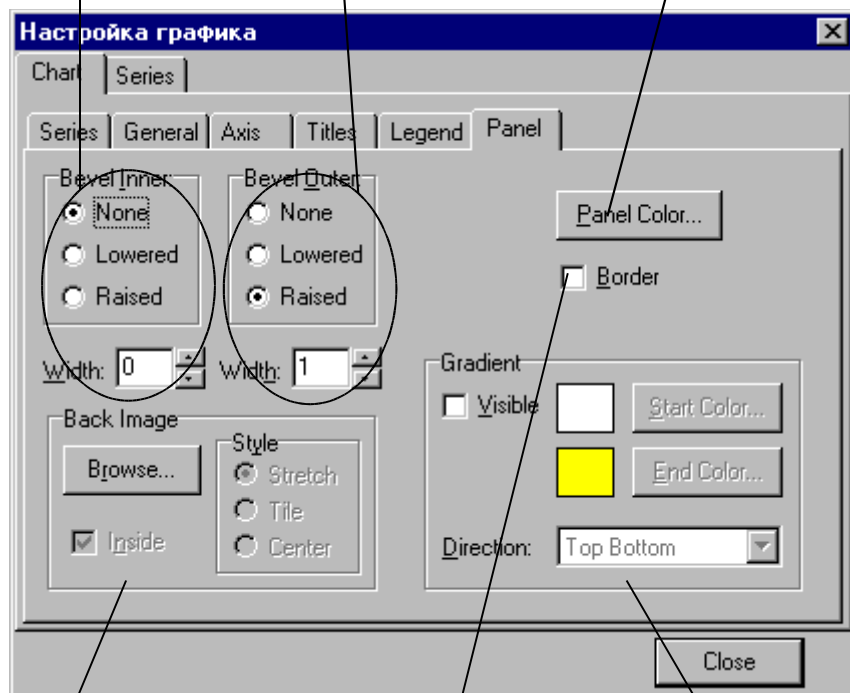 Настройка графика
Chart Series
Series General Axis Titles Legend Panel
Bevel Inner: Bevel Outer:
None None Panel Color...
Lowered Lowered
Raised Raised Border
Width: 0 Width: 1
Gradient
Visible Start Color...
End Color...
Direction: Top Bottom
Back Image
Browse...
Inside
Style
Stretch
Tile
Center
Close